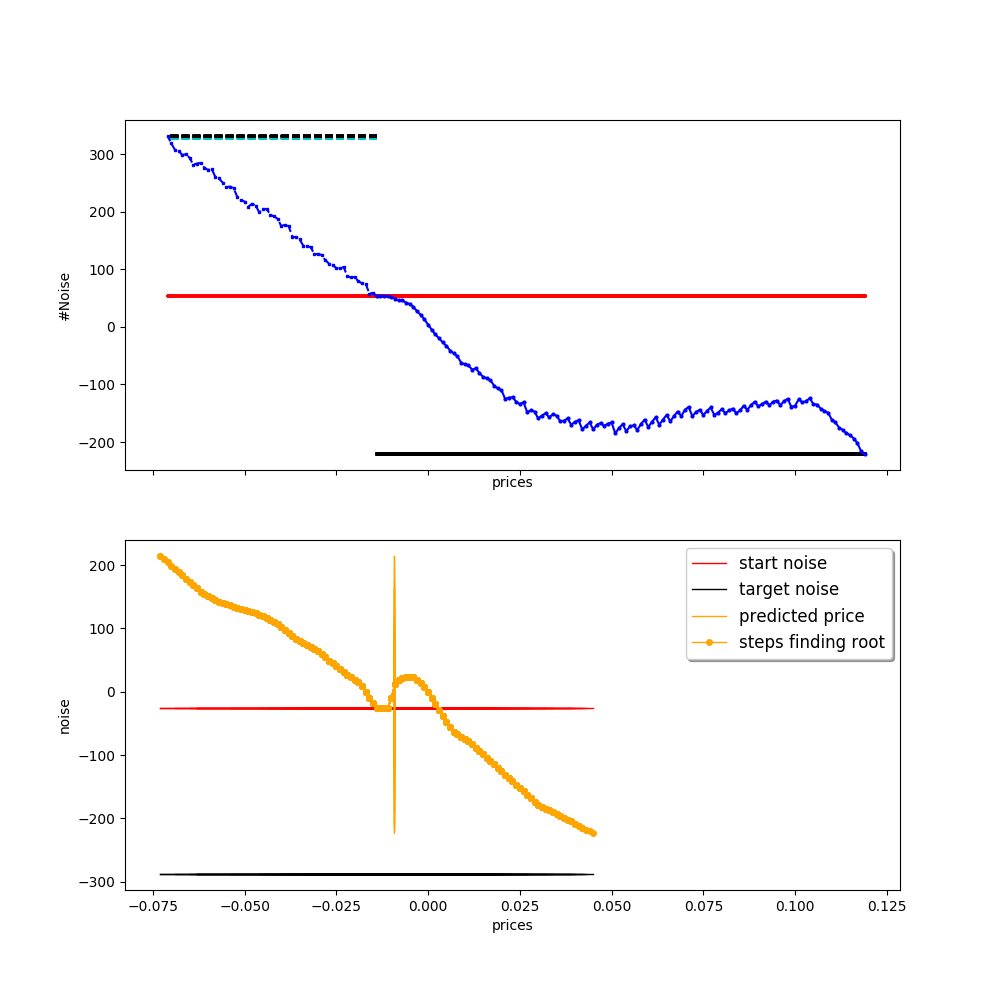 300
200
100
0
−100
−200
#Noise
prices
200
100
0
−100
−200
−300
noise
start noise
target noise
predicted price
steps finding root
−0.075 −0.050 −0.025 0.000 0.025 0.050 0.075 0.100 0.125
prices